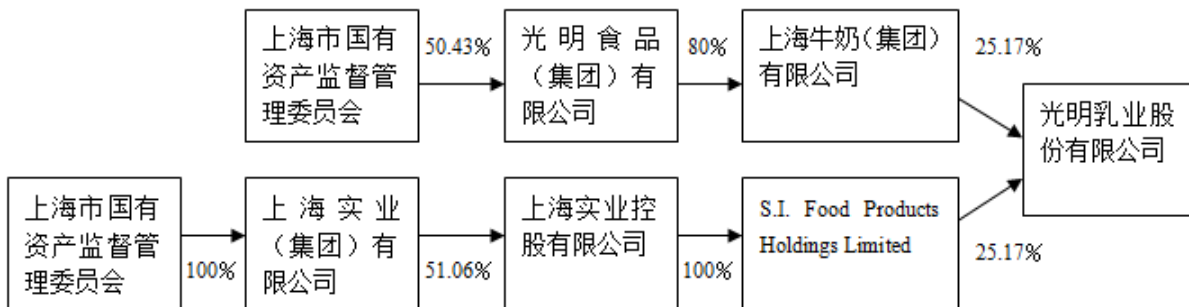 上海市国有
资产监督管
理委员会
50.43%
光明食品
（集团）有
限公司
80%
上海牛奶(集团)
有限公司
25.17%
光明乳业股
份有限公司
上海市国有
资产监督管
理委员会
100%
上海实业
（集团）有
限公司
51.06%
上海实业控
股有限公司
100%
S.I. Food Products
Holdings Limited
25.17%